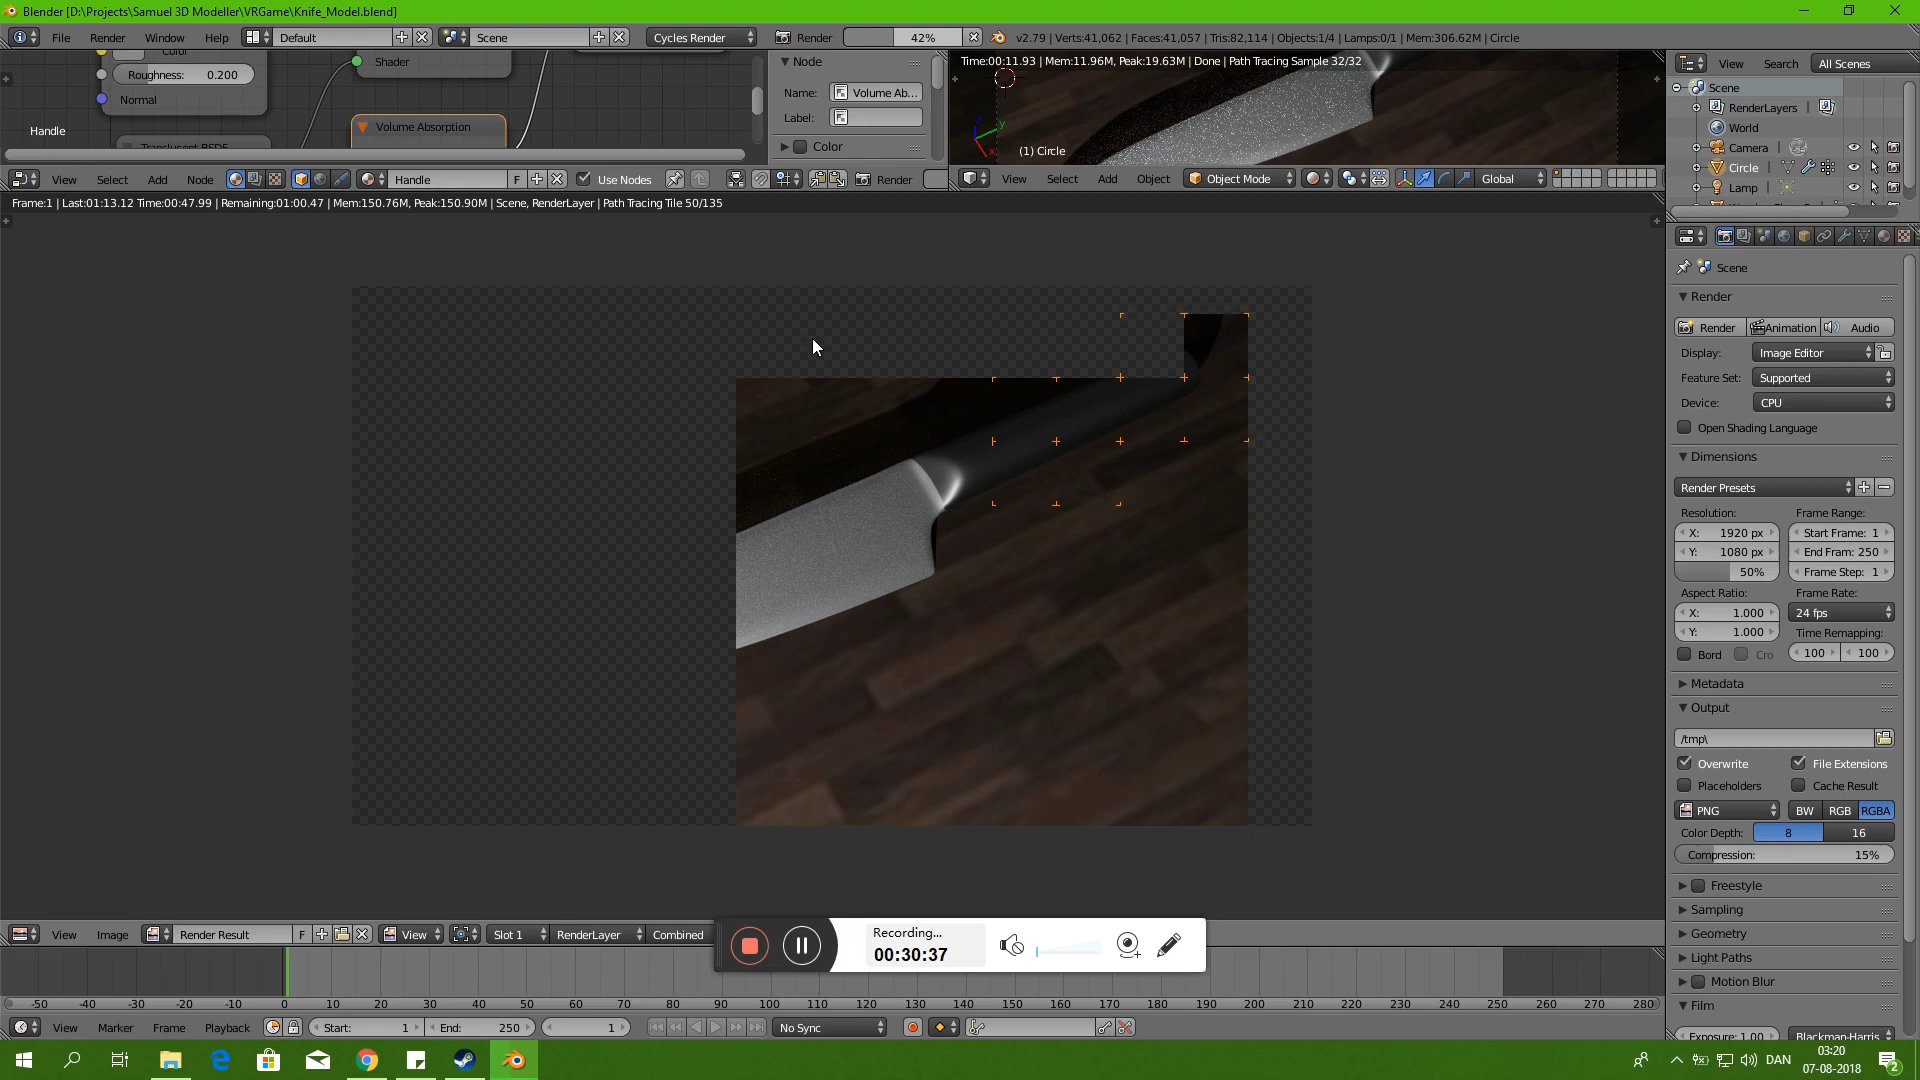 Blender [D:\Projects\Samuel 3D Modeller\VRGame\Knife_Model.blend]
File Render Window Help Default Scene Cycles Render Render 42% v2.79 | Verts:41,062 | Faces:41,057 | Tris:82,114 | Objects:1/4 | Lamps:0/1 | Mem:306.62M | Circle
Color
Roughness: 0.200
Normal
Shader
Handle
Volume Absorption
Translucent BSDF
Node
Name: Volume Ab...
Label:
Color
Time:00:11.93 | Mem:11.96M, Peak:19.63M | Done | Path Tracing Sample 32/32
(1) Circle
View Search All Scenes
Scene
RenderLayers
World
Camera
Circle
Lamp
View Select Add Node Handle F Use Nodes Render
View Select Add Object Object Mode Global
Frame:1 | Last:01:13.12 Time:00:47.99 | Remaining:01:00.47 | Mem:150.76M, Peak:150.90M | Scene, RenderLayer | Path Tracing Tile 50/135
Scene
Render
Render Animation Audio
Display: Image Editor
Feature Set: Supported
Device: CPU
Open Shading Language
Dimensions
Render Presets
Resolution: Frame Range:
X: 1920 px Start Frame: 1
Y: 1080 px End Fram: 250
50% Frame Step: 1
Aspect Ratio: Frame Rate:
X: 1.000 24 fps
Y: 1.000 Time Remapping:
Bord Cro 100 100
Metadata
Output
/tmp\
Overwrite File Extensions
Placeholders Cache Result
PNG BW RGB RGBA
Color Depth: 8 16
Compression: 15%
Freestyle
Sampling
Geometry
Light Paths
Motion Blur
Film
Exposure: 1.00 Blackman-Harris
View Image Render Result F View Slot 1 RenderLayer Combined
Recording...
00:30:37
-50 -40 -30 -20 -10 0 10 20 30 40 50 60 70 80 90 100 110 120 130 140 150 160 170 180 190 200 210 220 230 240 250 260 270 280
View Marker Frame Playback Start: 1 End: 250 1 No Sync
DAN 03:20
07-08-2018
2